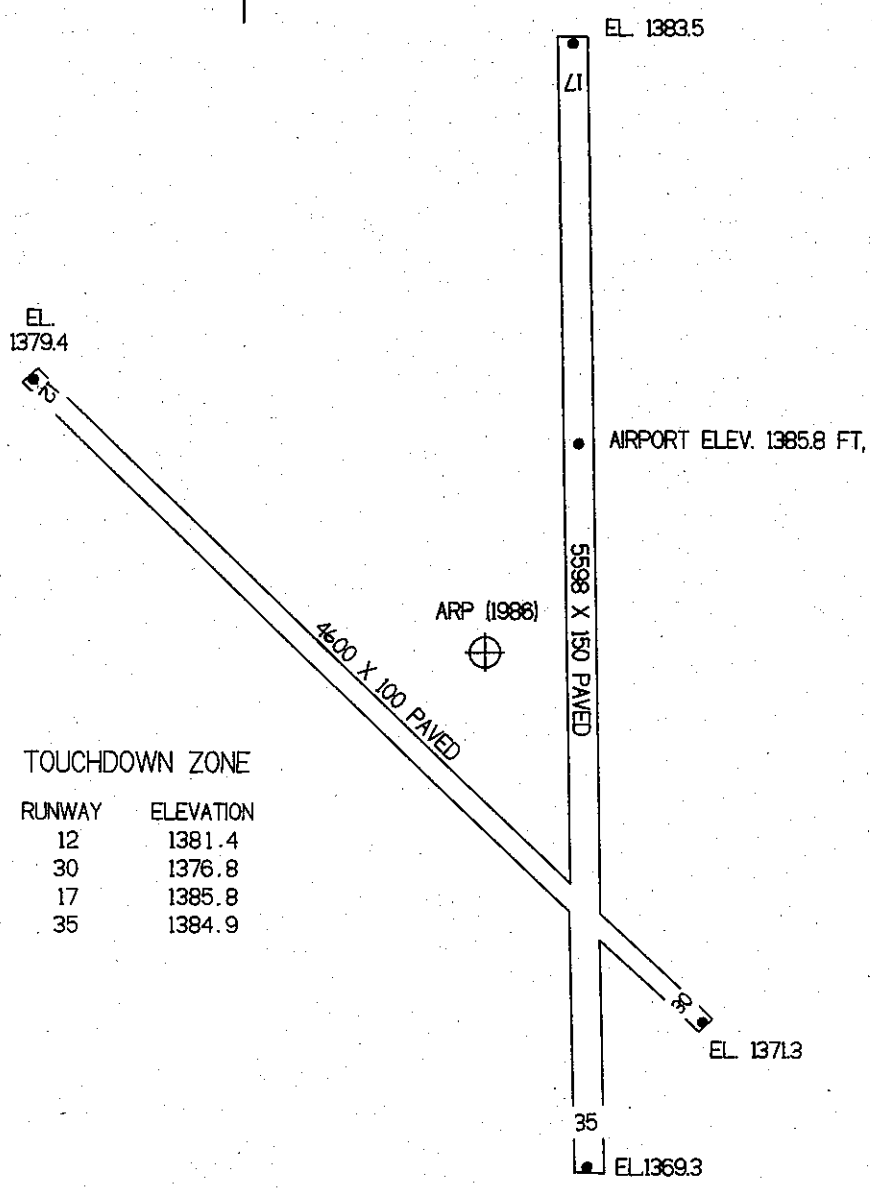 EL. 1383.5
17
EL.
1379.4
12
AIRPORT ELEV. 1385.8 FT,
5598 X 150 PAVED
ARP (1986)
4600 X 100 PAVED
TOUCHDOWN ZONE
RUNWAY ELEVATION
12 1381.4
30 1376.8
17 1385.8
35 1384.9
30
EL. 1371.3
35
EL.1369.3